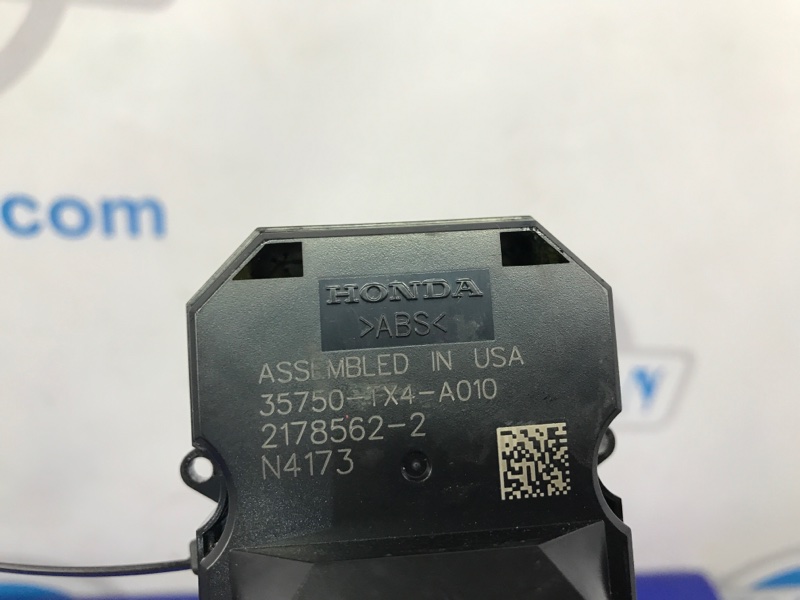 .com
HONDA
>ABS<
ASSEMBLED IN USA
35750-TX4-A010
2178562-2
N4173